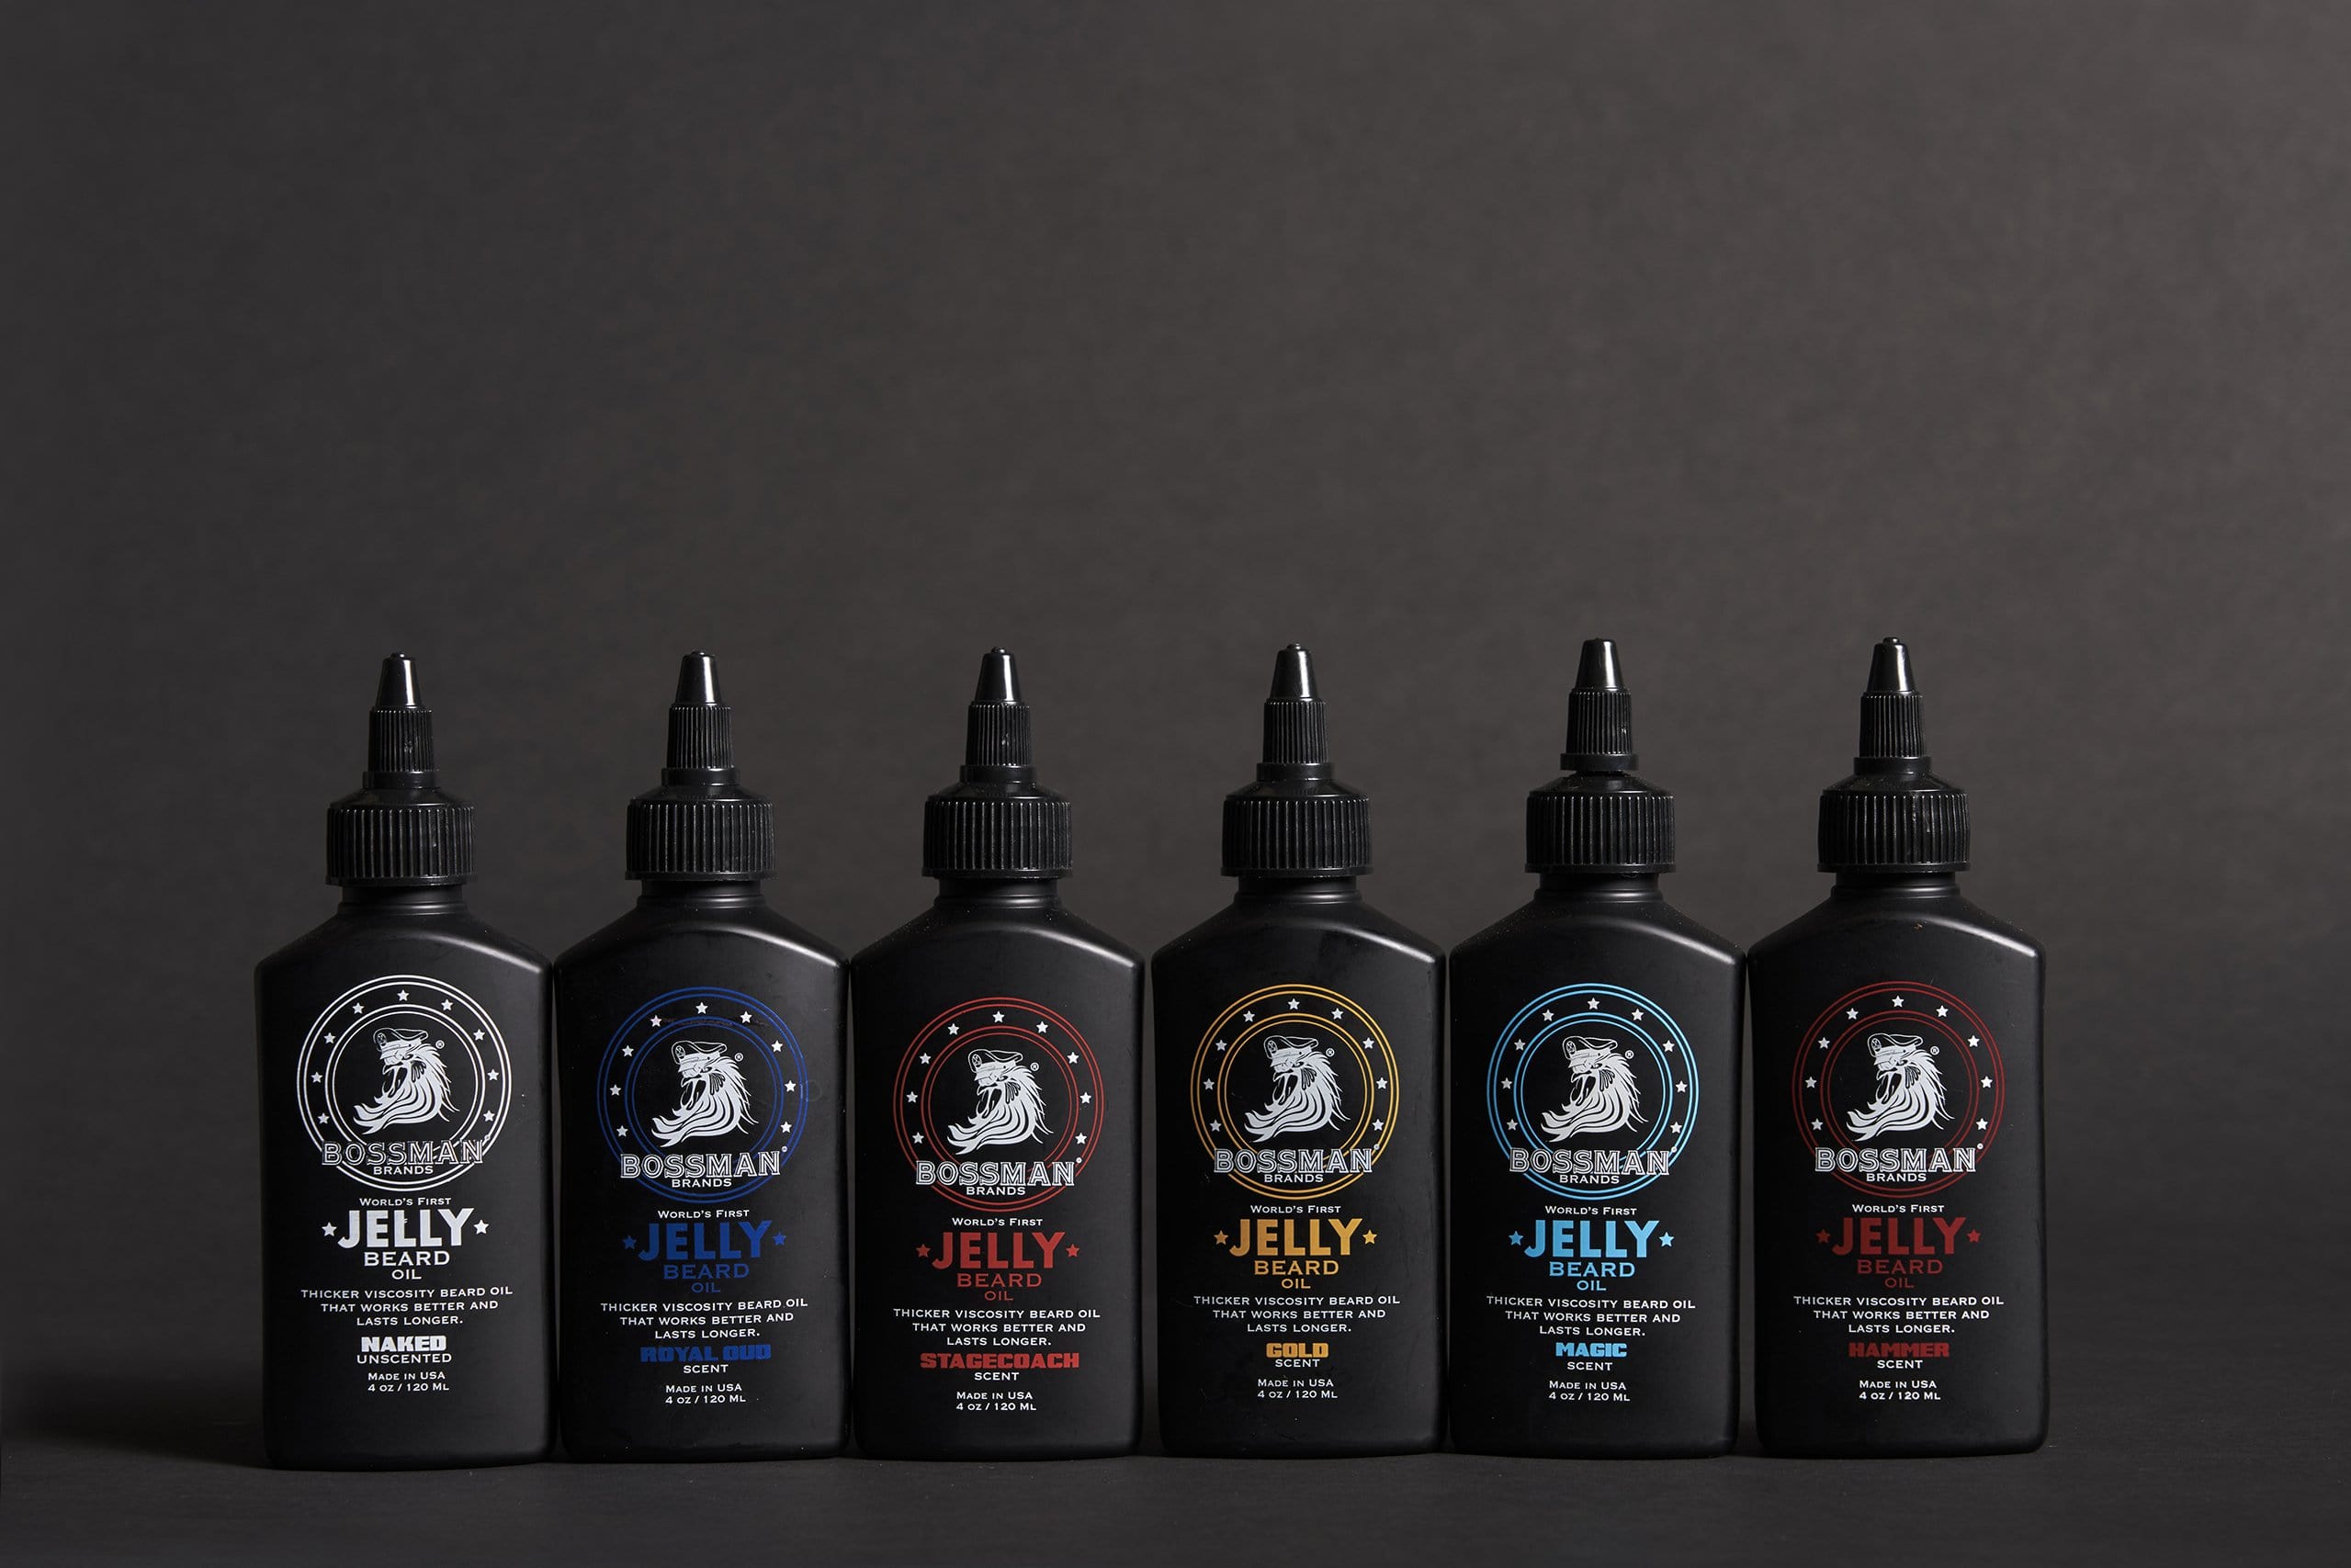 ®
BOSSMAN
BRANDS
WORLD'S FIRST
JELLY
BEARD
OIL
THICKER VISCOSITY BEARD OIL
THAT WORKS BETTER AND
LASTS LONGER.
NAKED
UNSCENTED
MADE IN USA
4 OZ / 120 ML
®
BOSSMAN
BRANDS
WORLD'S FIRST
JELLY
BEARD
OIL
THICKER VISCOSITY BEARD OIL
THAT WORKS BETTER AND
LASTS LONGER.
ROYAL OUD
SCENT
MADE IN USA
4 OZ / 120 ML
®
BOSSMAN
BRANDS
WORLD'S FIRST
JELLY
BEARD
OIL
THICKER VISCOSITY BEARD OIL
THAT WORKS BETTER AND
LASTS LONGER.
STAGECOACH
SCENT
MADE IN USA
4 OZ / 120 ML
®
BOSSMAN
BRANDS
WORLD'S FIRST
JELLY
BEARD
OIL
THICKER VISCOSITY BEARD OIL
THAT WORKS BETTER AND
LASTS LONGER.
GOLD
SCENT
MADE IN USA
4 OZ / 120 ML
®
BOSSMAN
BRANDS
WORLD'S FIRST
JELLY
BEARD
OIL
THICKER VISCOSITY BEARD OIL
THAT WORKS BETTER AND
LASTS LONGER.
MAGIC
SCENT
MADE IN USA
4 OZ / 120 ML
®
BOSSMAN
BRANDS
WORLD'S FIRST
JELLY
BEARD
OIL
THICKER VISCOSITY BEARD OIL
THAT WORKS BETTER AND
LASTS LONGER.
HAMMER
SCENT
MADE IN USA
4 OZ / 120 ML